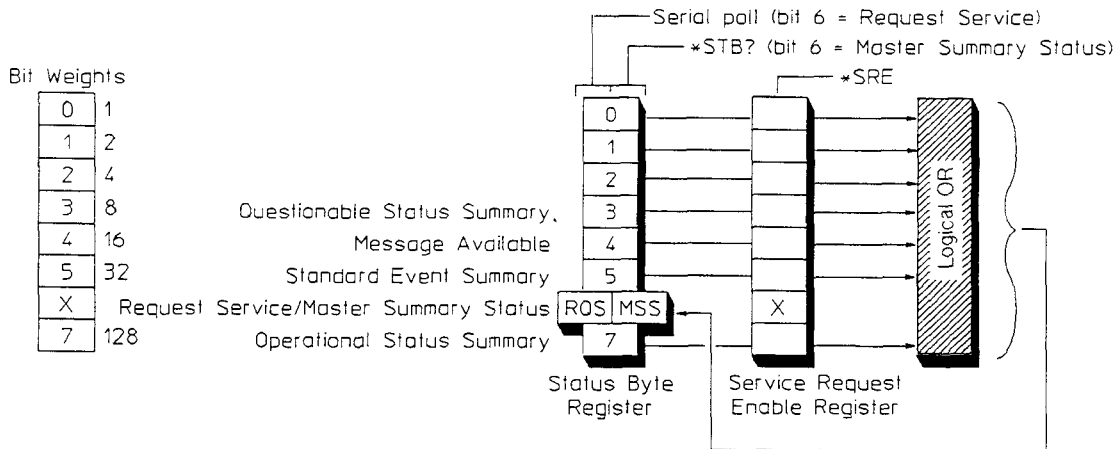 Serial poll (bit 6 = Request Service)
*STB? (bit 6 = Master Summary Status)
*SRE
Bit Weights
0 1
1 2
2 4
3 8
4 16
5 32
X
7 128
Questionable Status Summary
Message Available
Standard Event Summary
Request Service/Master Summary Status
Operational Status Summary
0
1
2
3
4
5
RQS MSS
7
X
Logical OR
Status Byte
Register
Service Request
Enable Register